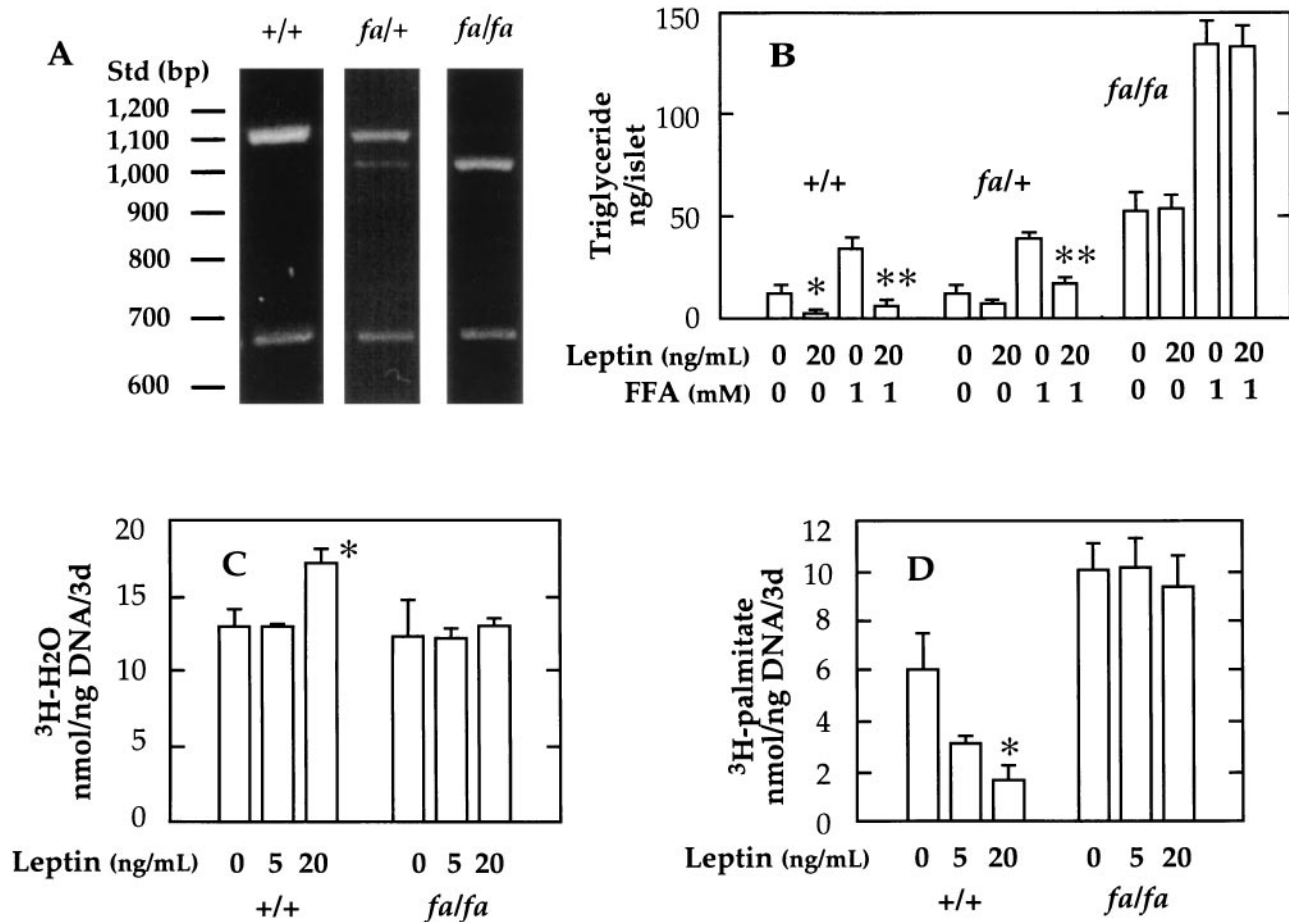 A
+/+ fa/+ fa/fa
Std (bp)
1,200
1,100
1,000
900
800
700
600
B
150
100
50
0
Triglyceride
ng/islet
+/+ fa/+ fa/fa
* ** **
Leptin (ng/mL) 0 20 0 20 0 20 0 20 0 20 0 20
FFA (mM) 0 0 1 1 0 0 1 1 0 0 1 1
C
20
15
10
5
0
³H-H2O
nmol/ng DNA/3d
*
Leptin (ng/mL) 0 5 20 0 5 20
+/+ fa/fa
D
12
10
8
6
4
2
0
³H-palmitate
nmol/ng DNA/3d
*
Leptin (ng/mL) 0 5 20 0 5 20
+/+ fa/fa